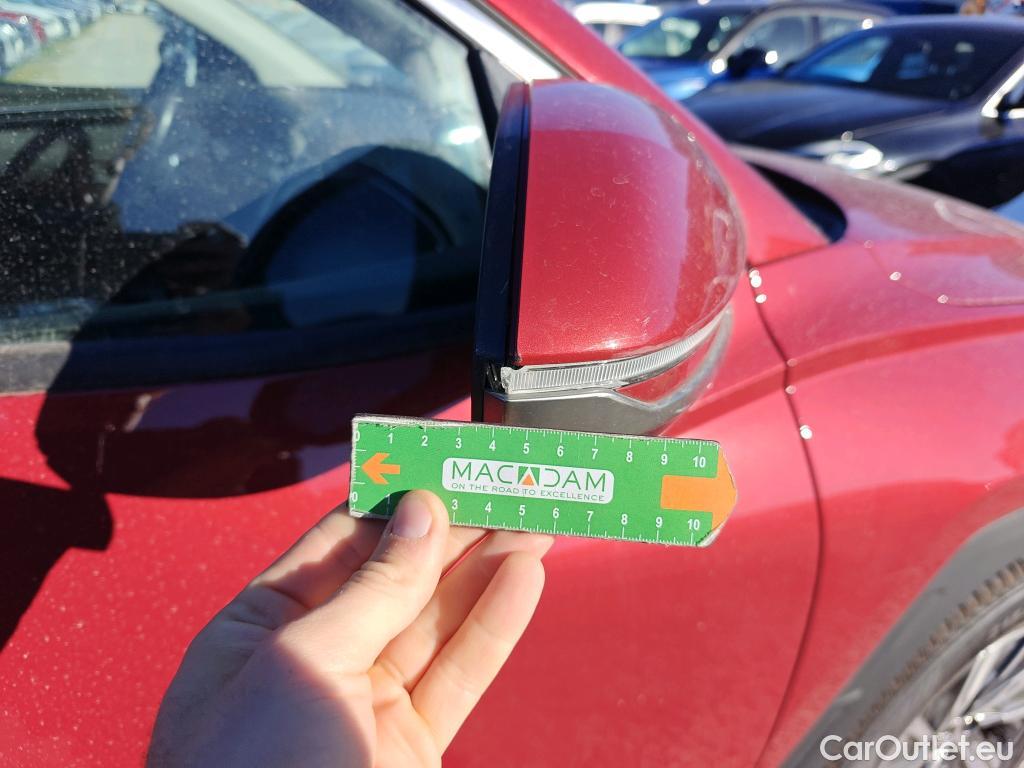 0 1 2 3 4 5 6 7 8 9 10
MACADAM
ON THE ROAD TO EXCELLENCE
0 1 3 4 5 6 7 8 9 10
CarOutlet.eu